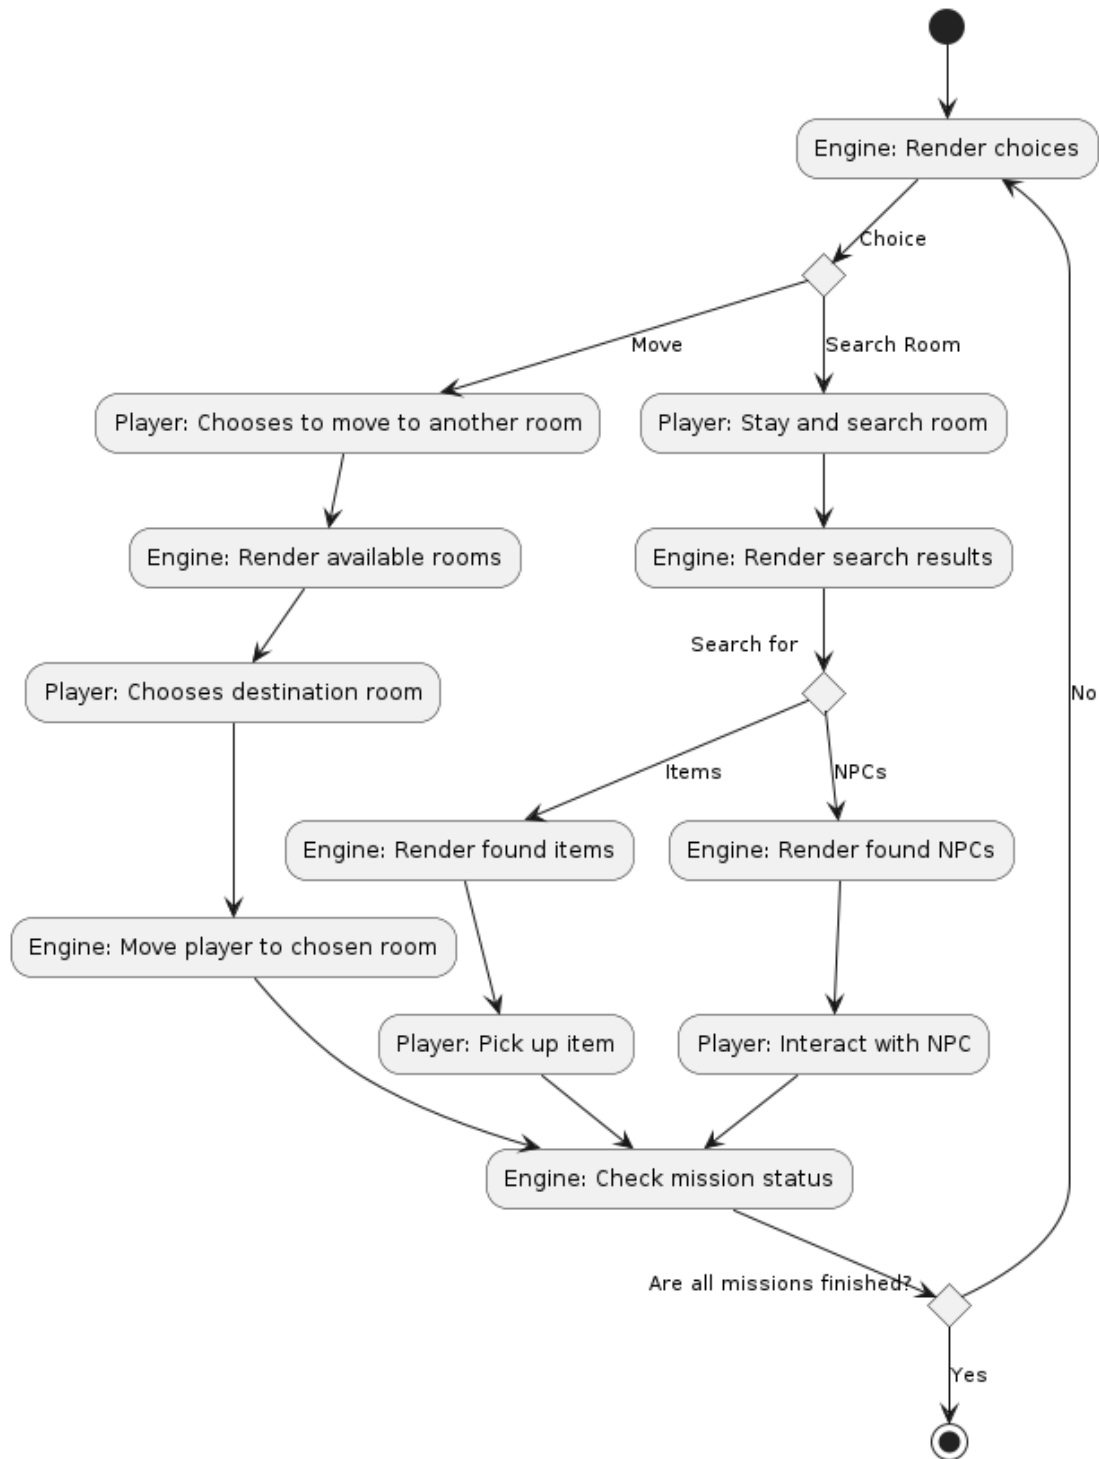 Engine: Render choices
Choice
Move
Search Room
Player: Chooses to move to another room
Player: Stay and search room
Engine: Render available rooms
Engine: Render search results
Search for
Player: Chooses destination room
No
Items
NPCs
Engine: Render found items
Engine: Render found NPCs
Engine: Move player to chosen room
Player: Pick up item
Player: Interact with NPC
Engine: Check mission status
Are all missions finished?
Yes